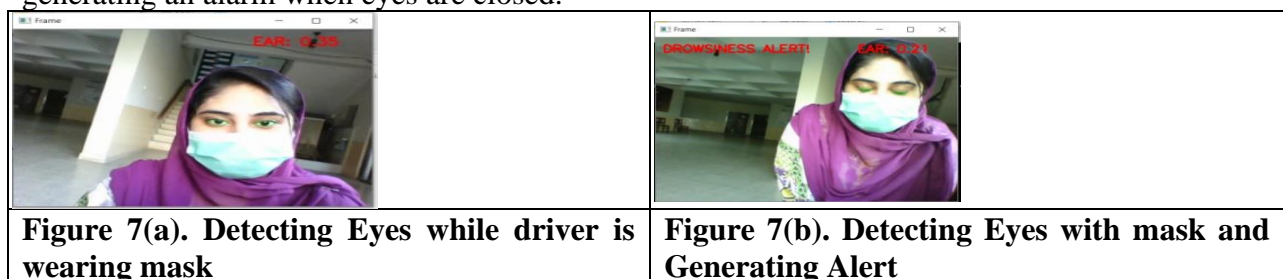 generating an alarm when eyes are closed.
Frame
EAR: 0.35
Frame
DROWSINESS ALERT!
EAR: 0.21
Figure 7(a). Detecting Eyes while driver is
wearing mask
Figure 7(b). Detecting Eyes with mask and
Generating Alert